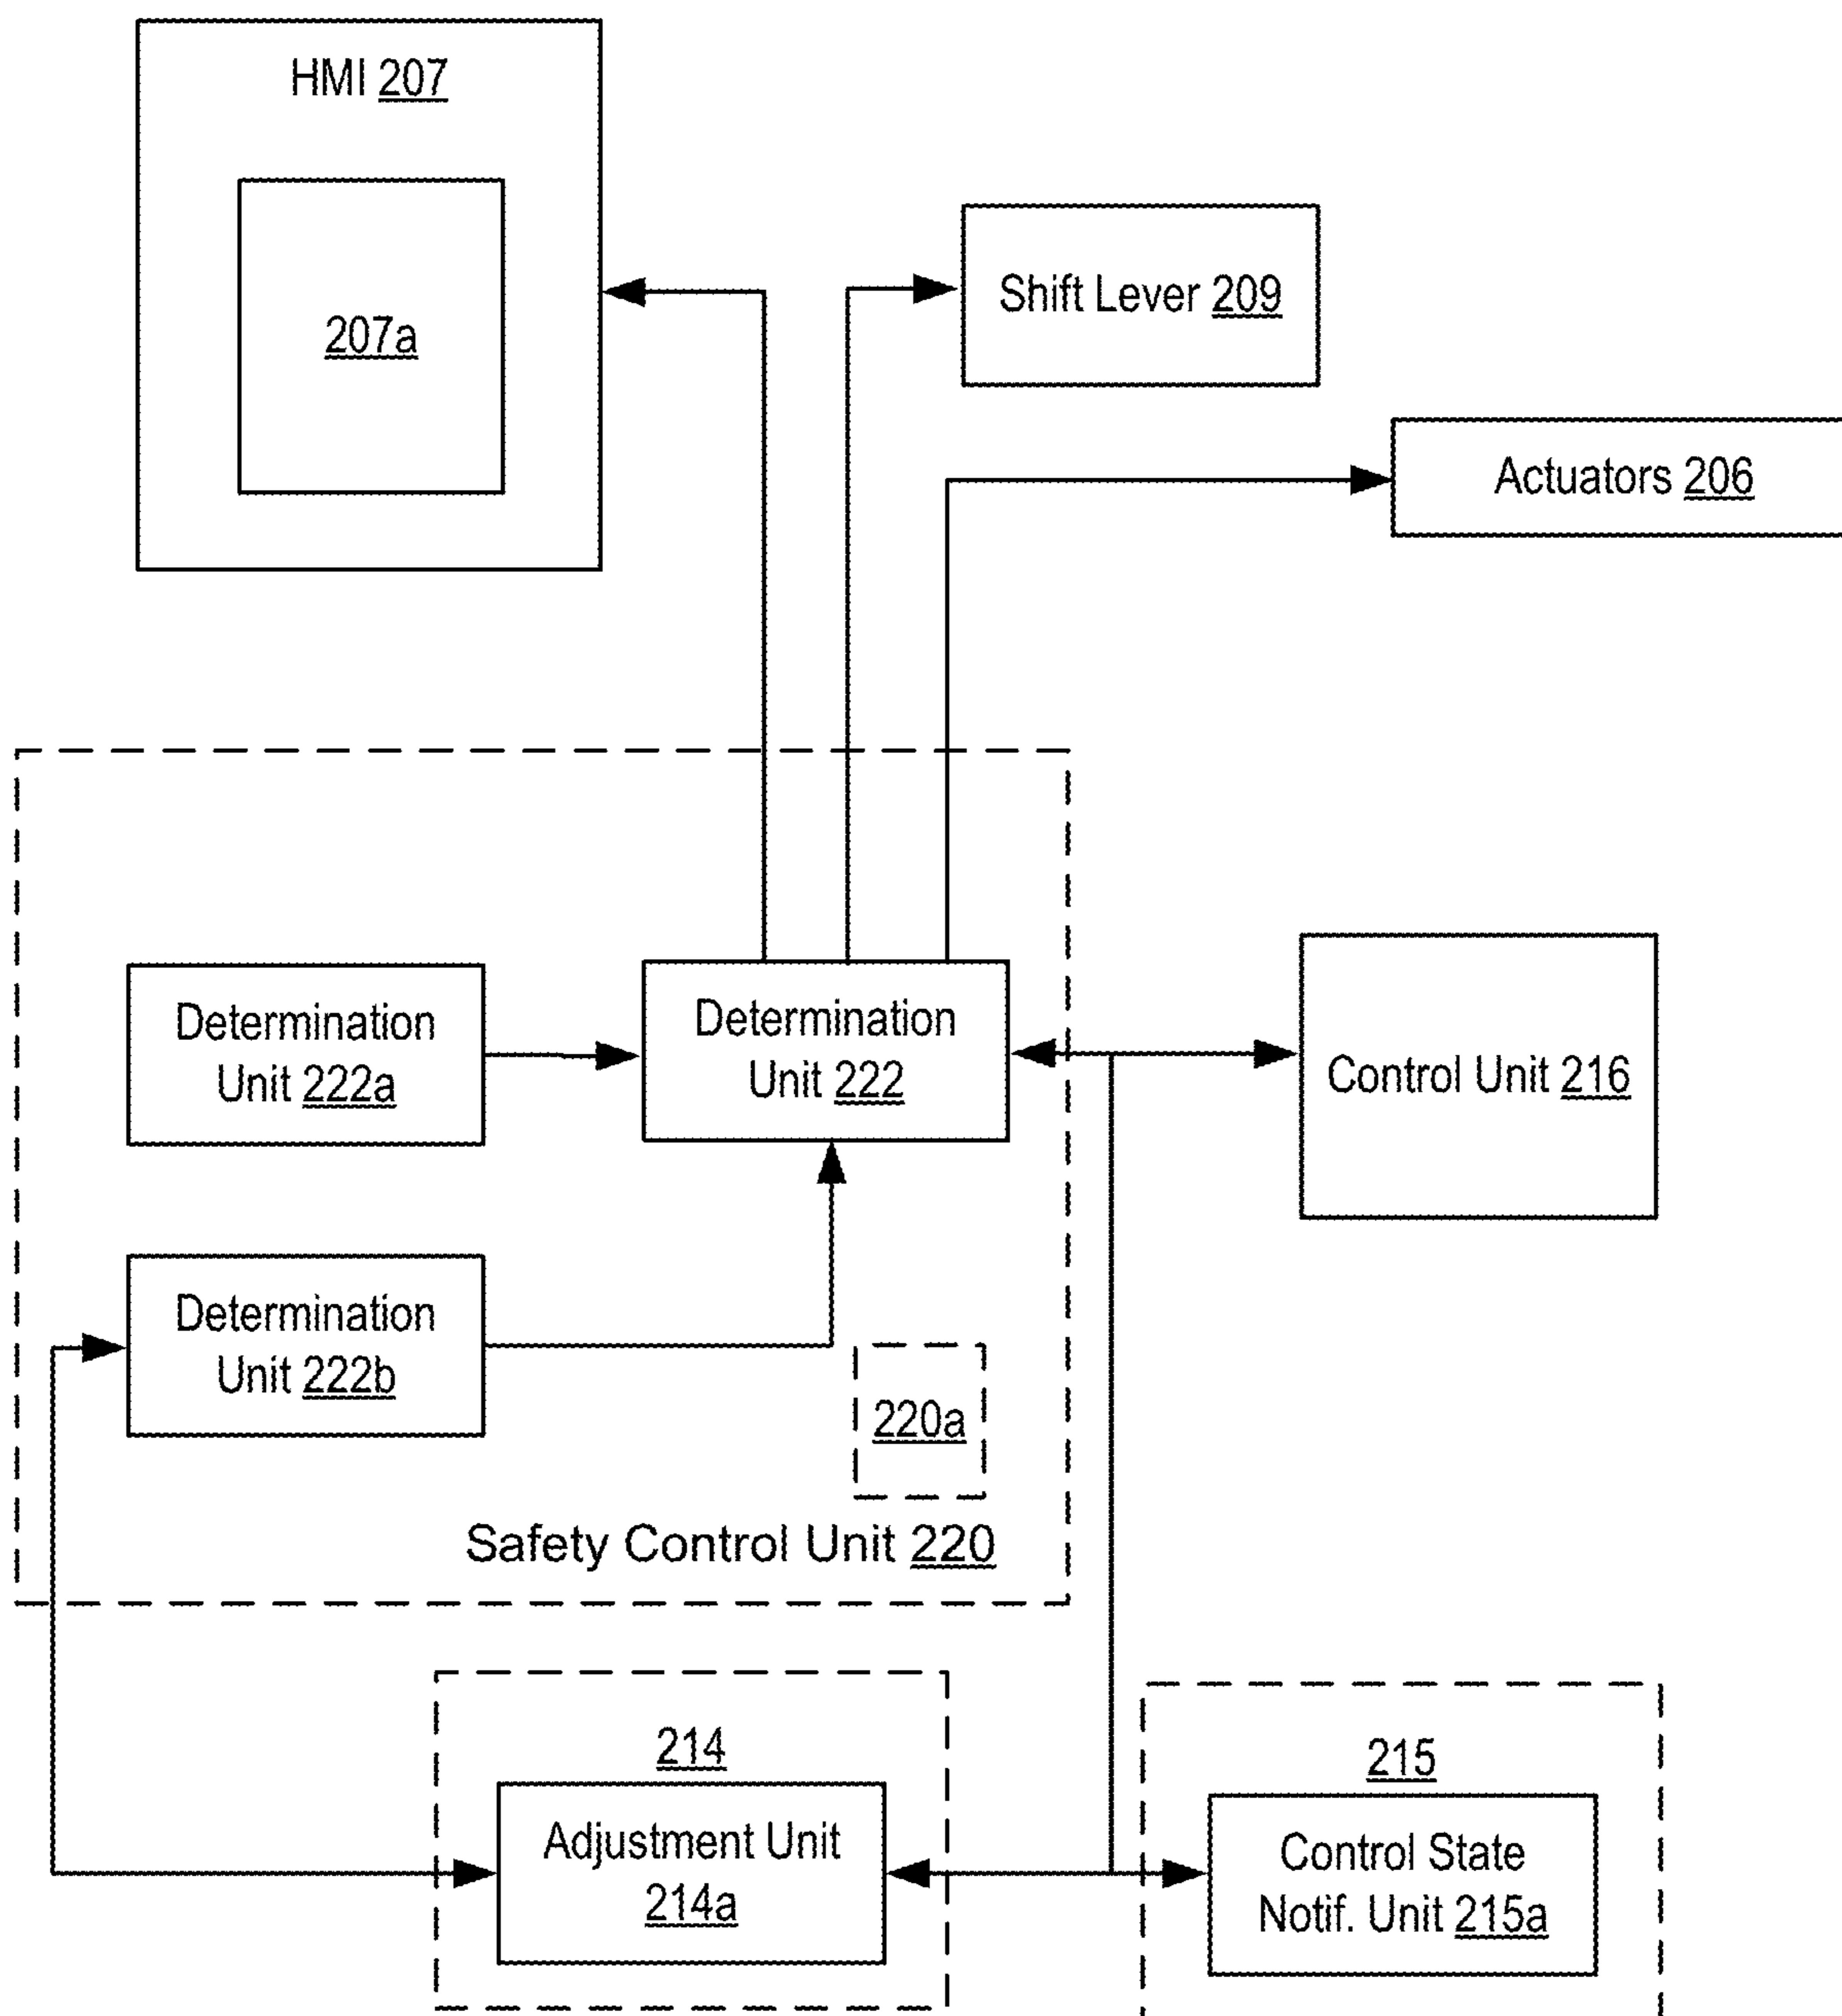 HMI 207
207a
Shift Lever 209
Actuators 206
Determination
Unit 222a
Determination
Unit 222
Control Unit 216
Determination
Unit 222b
220a
Safety Control Unit 220
214
Adjustment Unit
214a
215
Control State
Notif. Unit 215a